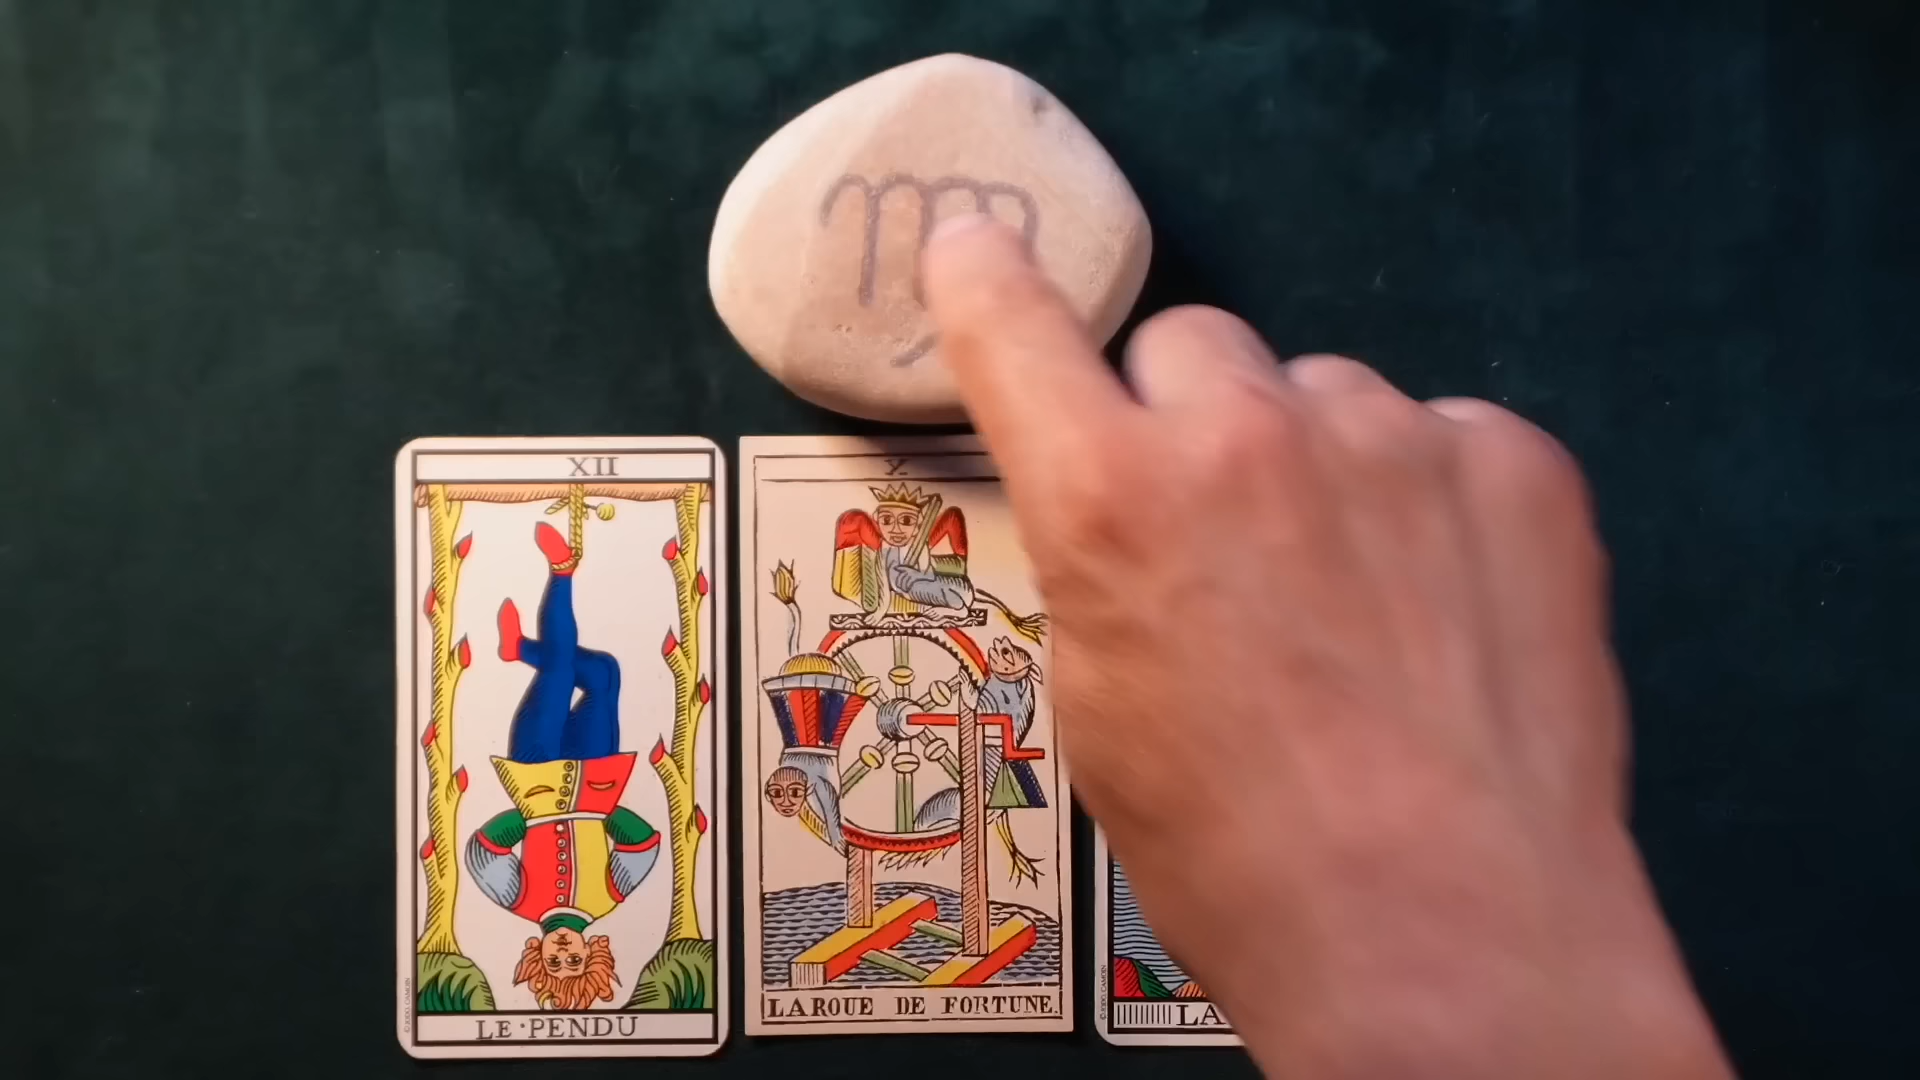 XII
X
LE·PENDU
LA ROUE DE FORTUNE.
LA